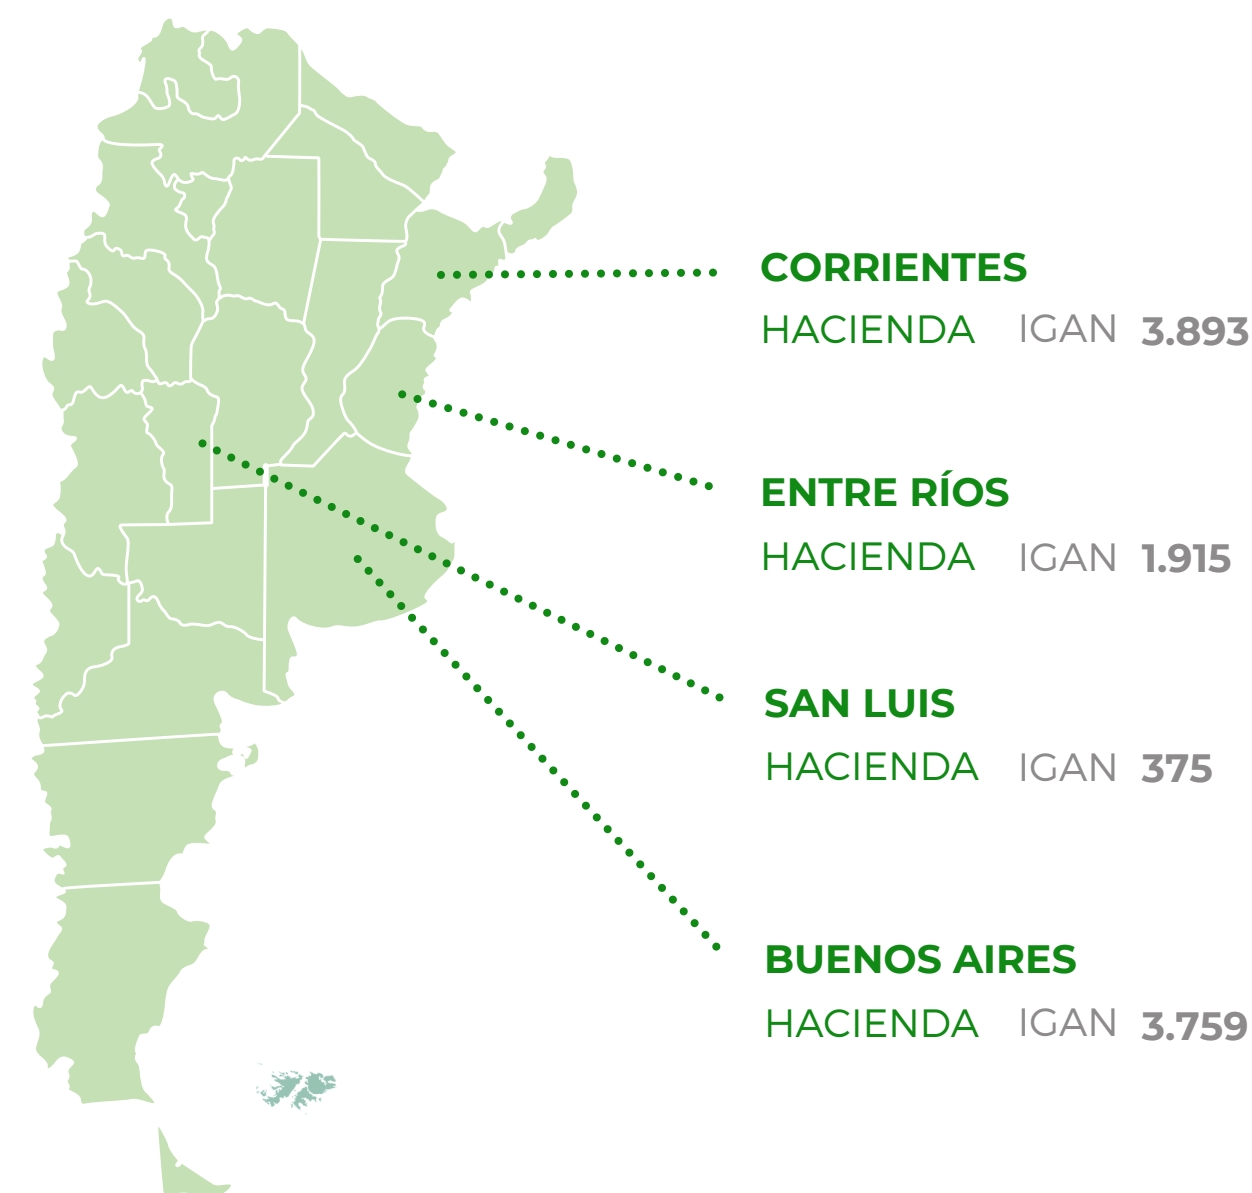 CORRIENTES
HACIENDA IGAN 3.893
ENTRE RÍOS
HACIENDA IGAN 1.915
SAN LUIS
HACIENDA IGAN 375
BUENOS AIRES
HACIENDA IGAN 3.759